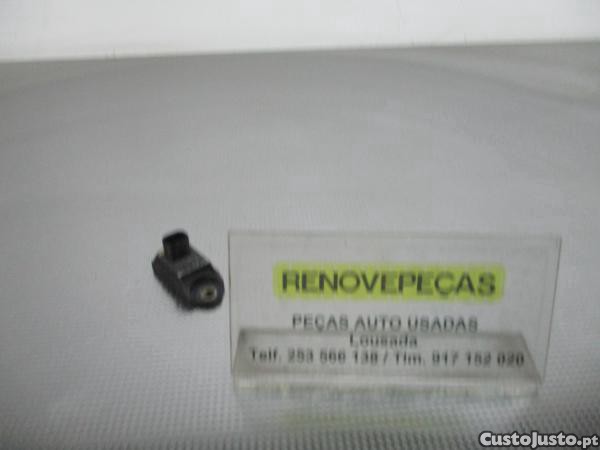 RENOVEPEÇAS
PEÇAS AUTO USADAS
Lousada
Telf. 253 566 138 / Tlm. 917 152 020
CustoJusto.pt